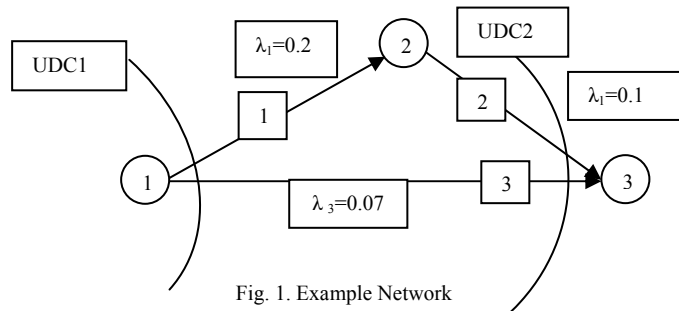 λ₁=0.2
2
UDC2
UDC1
λ₁=0.1
1
2
1
3
3
λ ₃=0.07
Fig. 1. Example Network